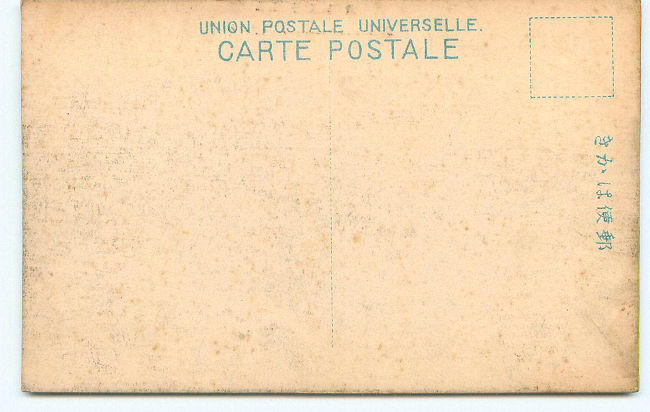 UNION POSTALE UNIVERSELLE.
CARTE POSTALE
郵便はかき